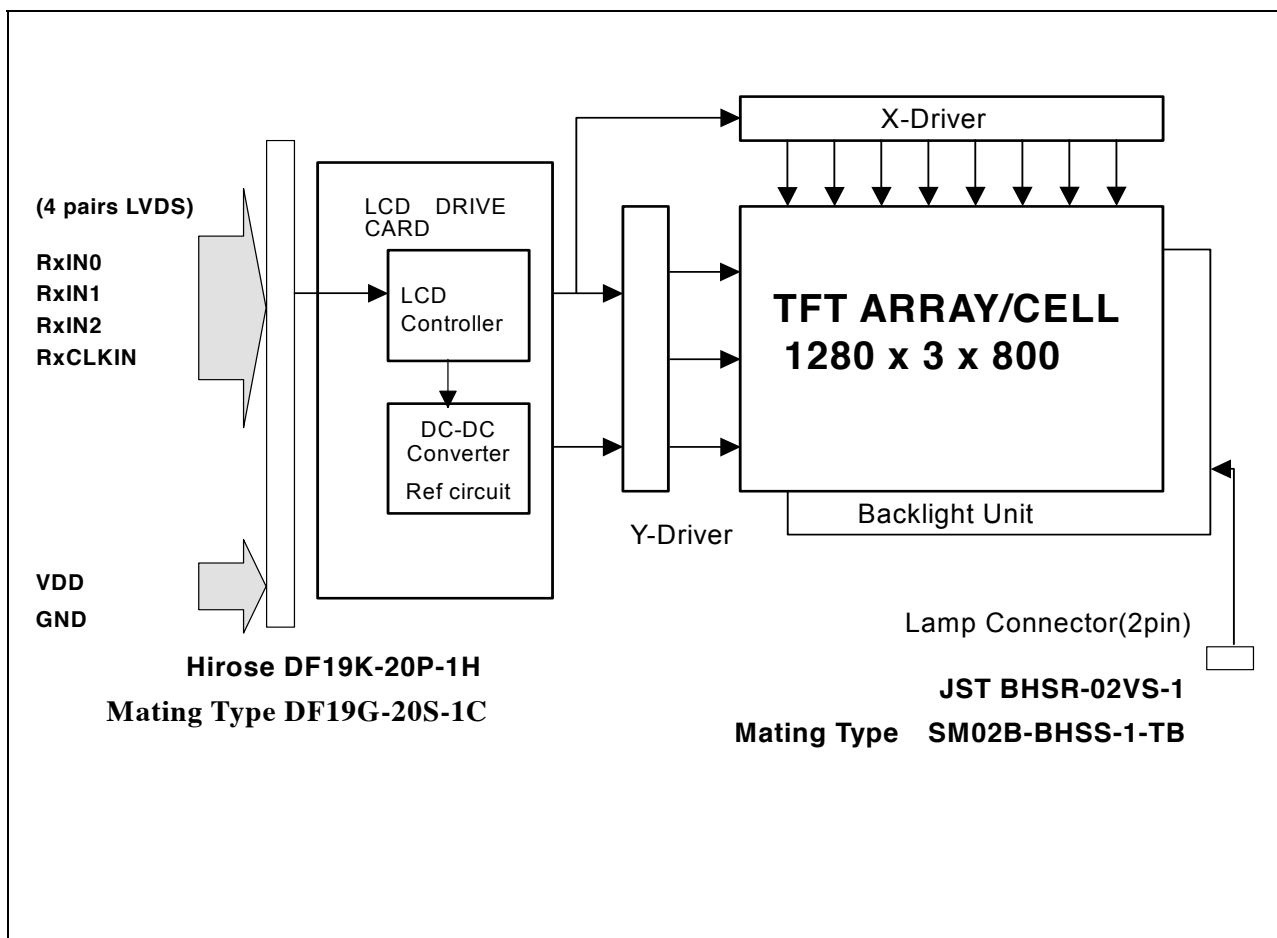 X-Driver
(4 pairs LVDS)
RxIN0
RxIN1
RxIN2
RxCLKIN
LCD DRIVE
CARD
LCD
Controller
DC-DC
Converter
Ref circuit
TFT ARRAY/CELL
1280 x 3 x 800
Y-Driver
Backlight Unit
VDD
GND
Hirose DF19K-20P-1H
Mating Type DF19G-20S-1C
Lamp Connector(2pin)
JST BHSR-02VS-1
Mating Type SM02B-BHSS-1-TB